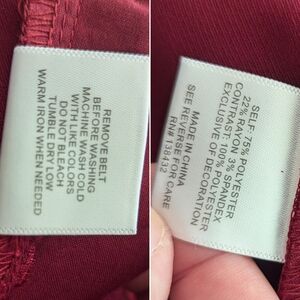 REMOVE BELT
BEFORE WASHING
MACHINE WASH COLD
WITH LIKE COLORS
DO NOT BLEACH
TUMBLE DRY LOW
WARM IRON WHEN NEEDED
SELF: 75% POLYESTER
22% RAYON 3% SPANDEX
CONTRAST: 100% POLYESTER
EXCLUSIVE OF DECORATION
MADE IN CHINA
SEE REVERSE FOR CARE
RN# 138432